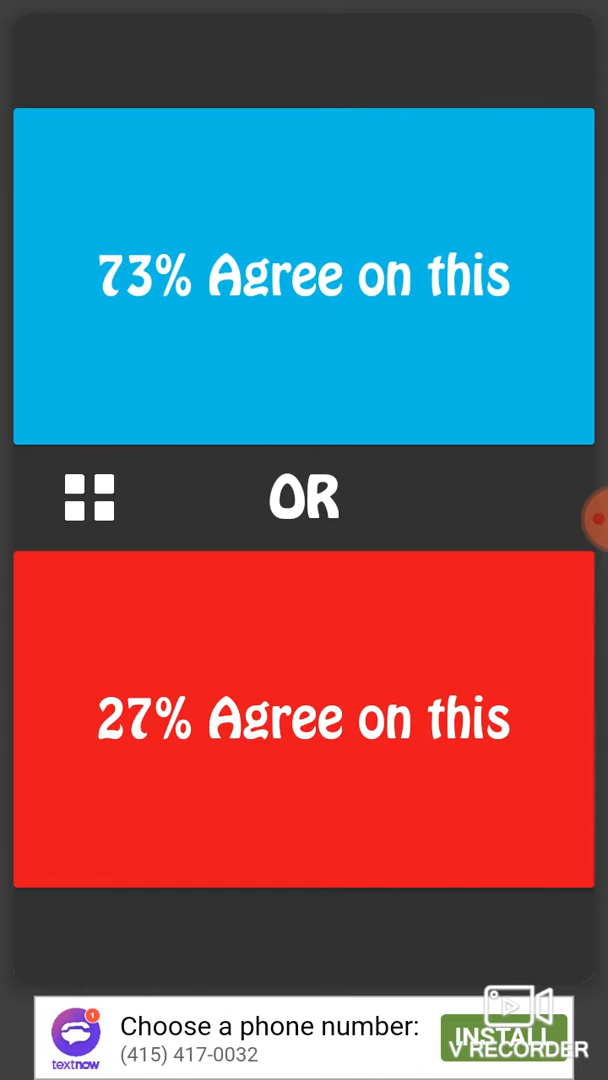 73% Agree on this
OR
27% Agree on this
1
textnow
Choose a phone number:
(415) 417-0032
INSTALL
V RECORDER